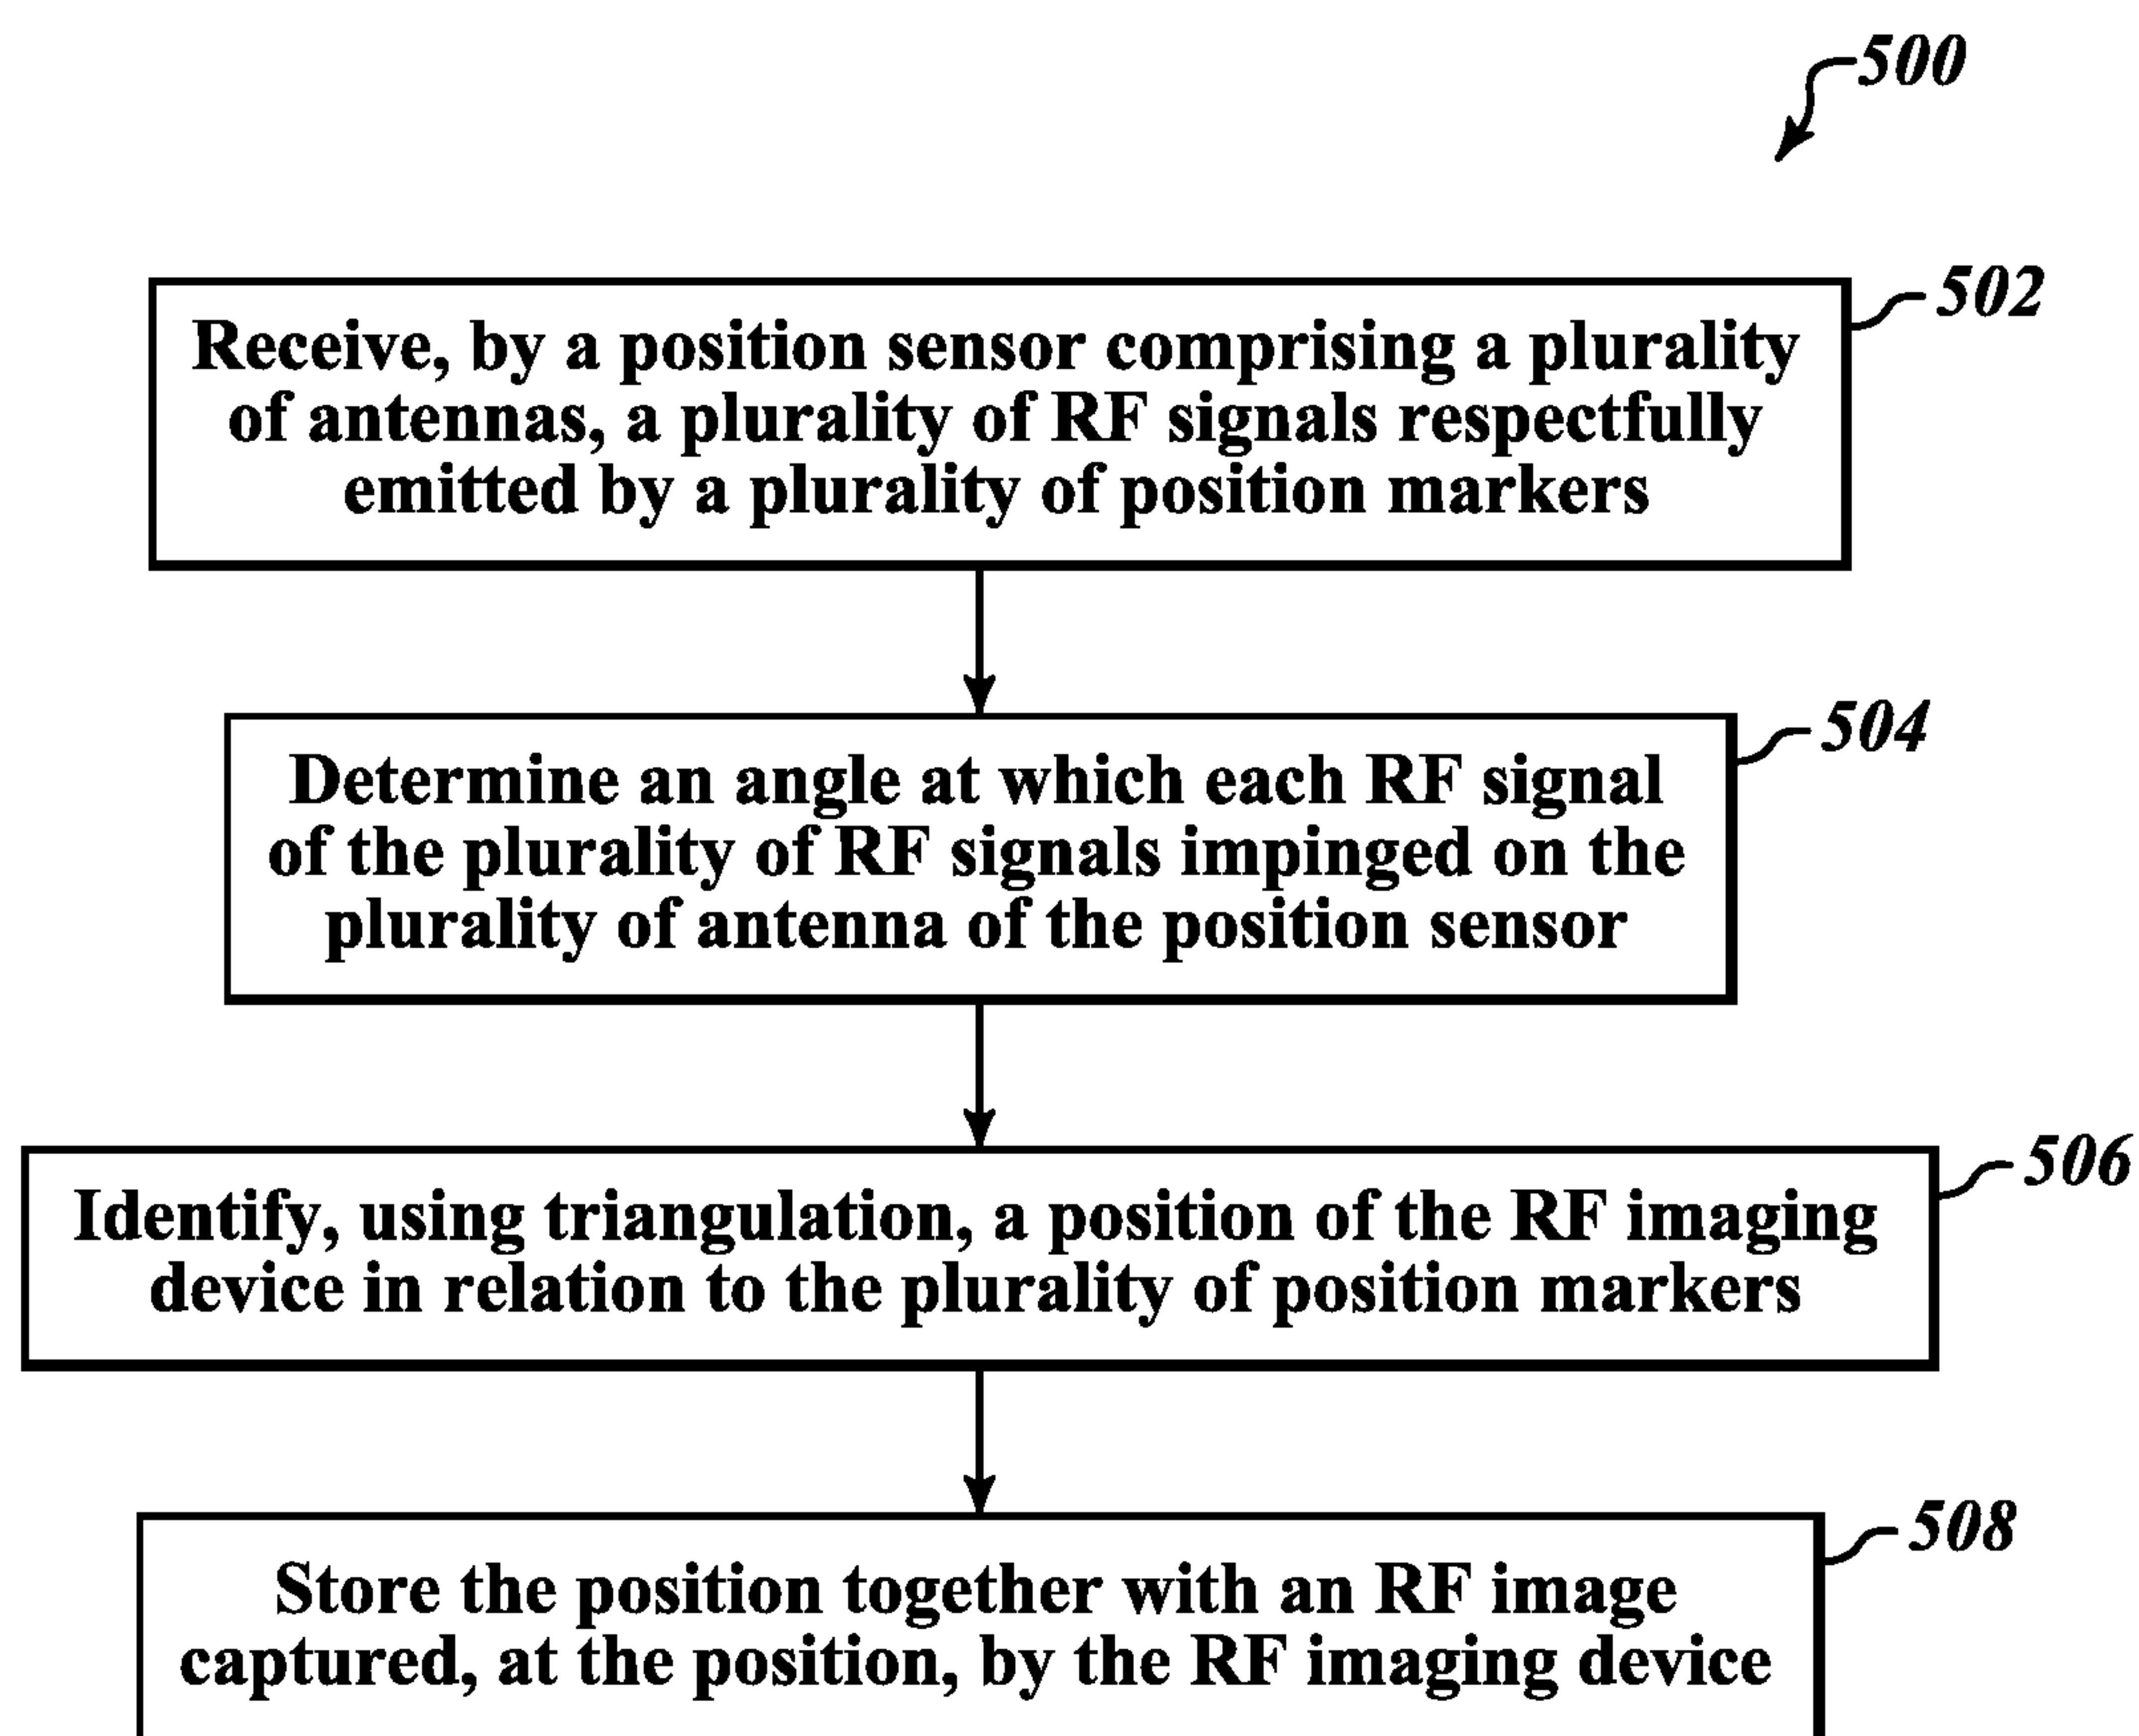 500
502
Receive, by a position sensor comprising a plurality
of antennas, a plurality of RF signals respectfully
emitted by a plurality of position markers
504
Determine an angle at which each RF signal
of the plurality of RF signals impinged on the
plurality of antenna of the position sensor
506
Identify, using triangulation, a position of the RF imaging
device in relation to the plurality of position markers
508
Store the position together with an RF image
captured, at the position, by the RF imaging device